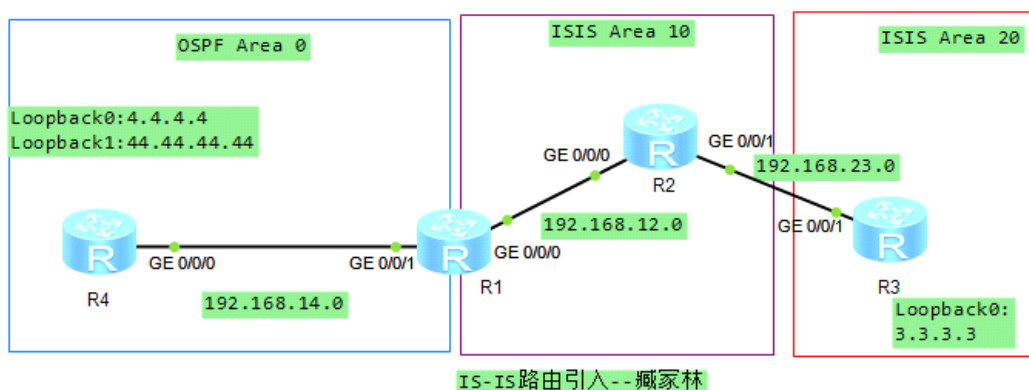 OSPF Area 0
ISIS Area 10
ISIS Area 20
Loopback0:4.4.4.4
Loopback1:44.44.44.44
GE 0/0/0
R2
GE 0/0/1
192.168.23.0
192.168.12.0
GE 0/0/1
R3
R4
GE 0/0/0
GE 0/0/1
R1
GE 0/0/0
192.168.14.0
Loopback0:
3.3.3.3
IS-IS路由引入--臧冢林